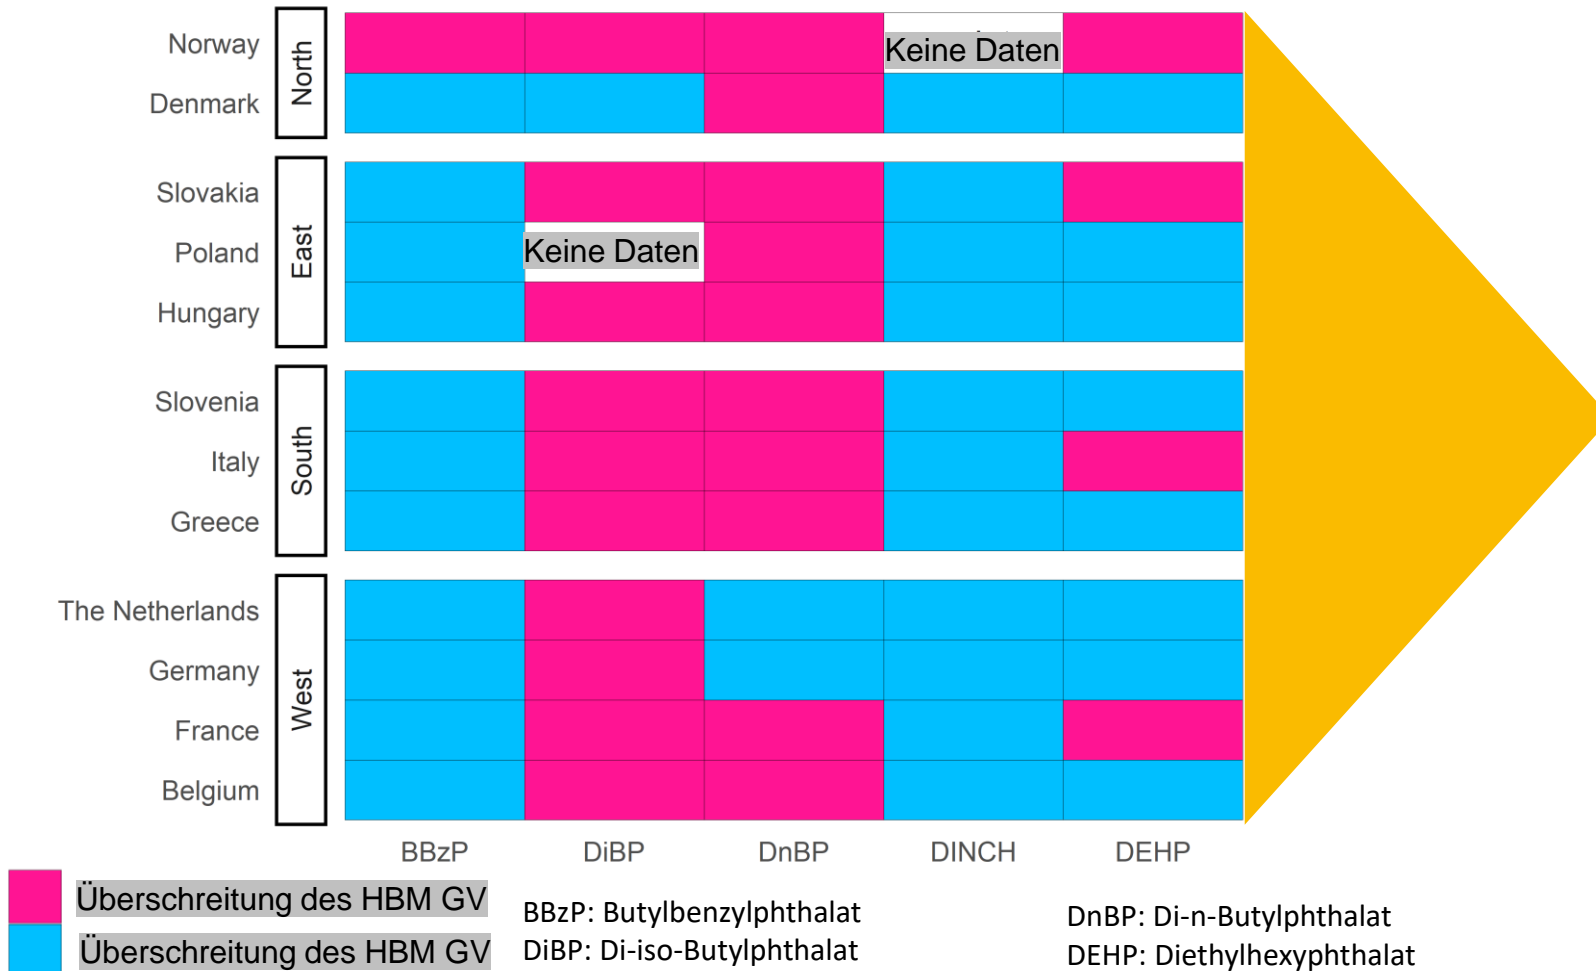 Norway
Keine Daten
Denmark
North
Slovakia
Poland
Keine Daten
Hungary
East
Slovenia
Italy
Greece
South
The Netherlands
Germany
France
Belgium
West
BBzP DiBP DnBP DINCH DEHP
Überschreitung des HBM GV
Überschreitung des HBM GV
BBzP: Butylbenzylphthalat
DiBP: Di-iso-Butylphthalat
DnBP: Di-n-Butylphthalat
DEHP: Diethylhexyphthalat